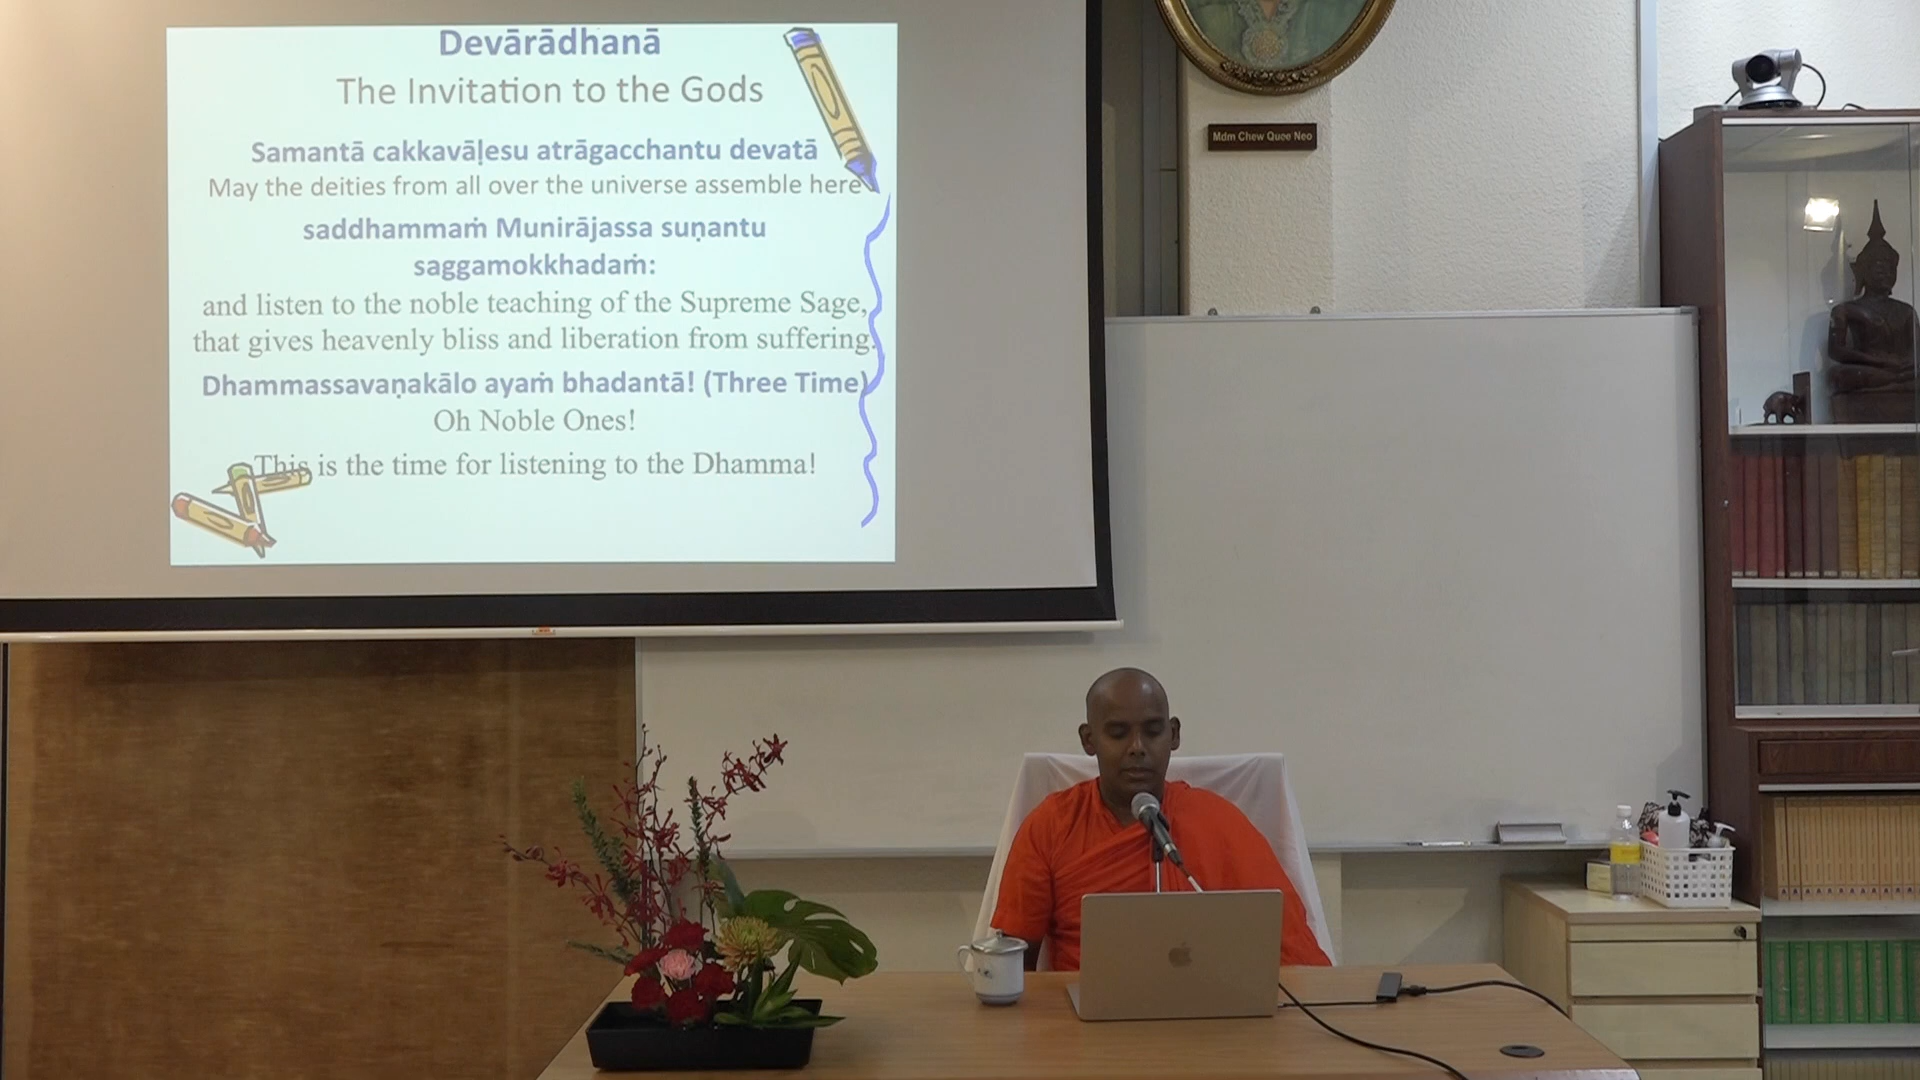 Devārādhanā
The Invitation to the Gods
Samantā cakkavāḷesu atrāgacchantu devatā
May the deities from all over the universe assemble here
saddhammaṁ Munirājassa suṇantu
saggamokkhadaṁ:
and listen to the noble teaching of the Supreme Sage,
that gives heavenly bliss and liberation from suffering.
Dhammassavaṇakālo ayaṁ bhadantā! (Three Time)
Oh Noble Ones!
This is the time for listening to the Dhamma!
Mdm Chew Quee Neo